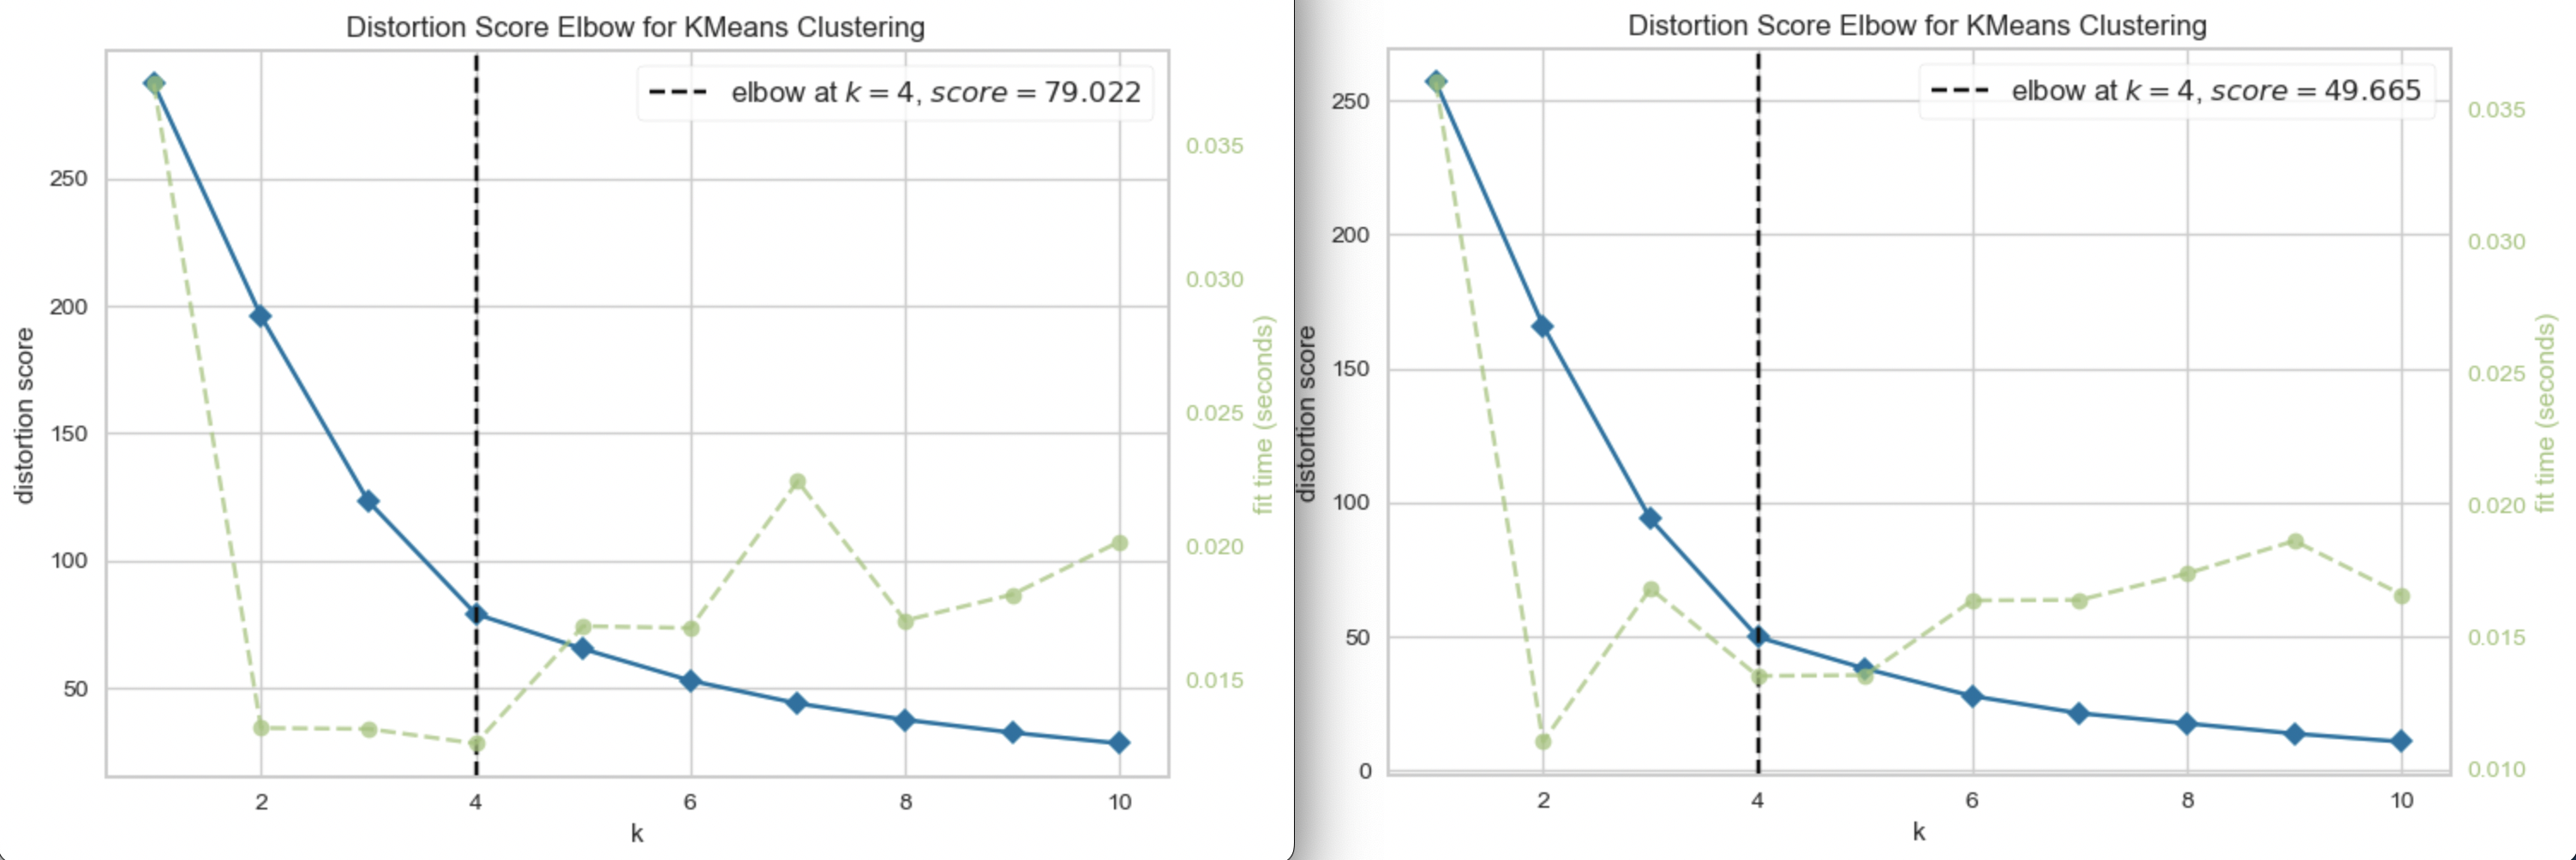 Distortion Score Elbow for KMeans Clustering
elbow at k = 4, score = 79.022
distortion score
250
200
150
100
50
0.035
0.030
0.025
0.020
0.015
fit time (seconds)
2 4 6 8 10
k
Distortion Score Elbow for KMeans Clustering
elbow at k = 4, score = 49.665
distortion score
250
200
150
100
50
0
0.035
0.030
0.025
0.020
0.015
0.010
fit time (seconds)
2 4 6 8 10
k